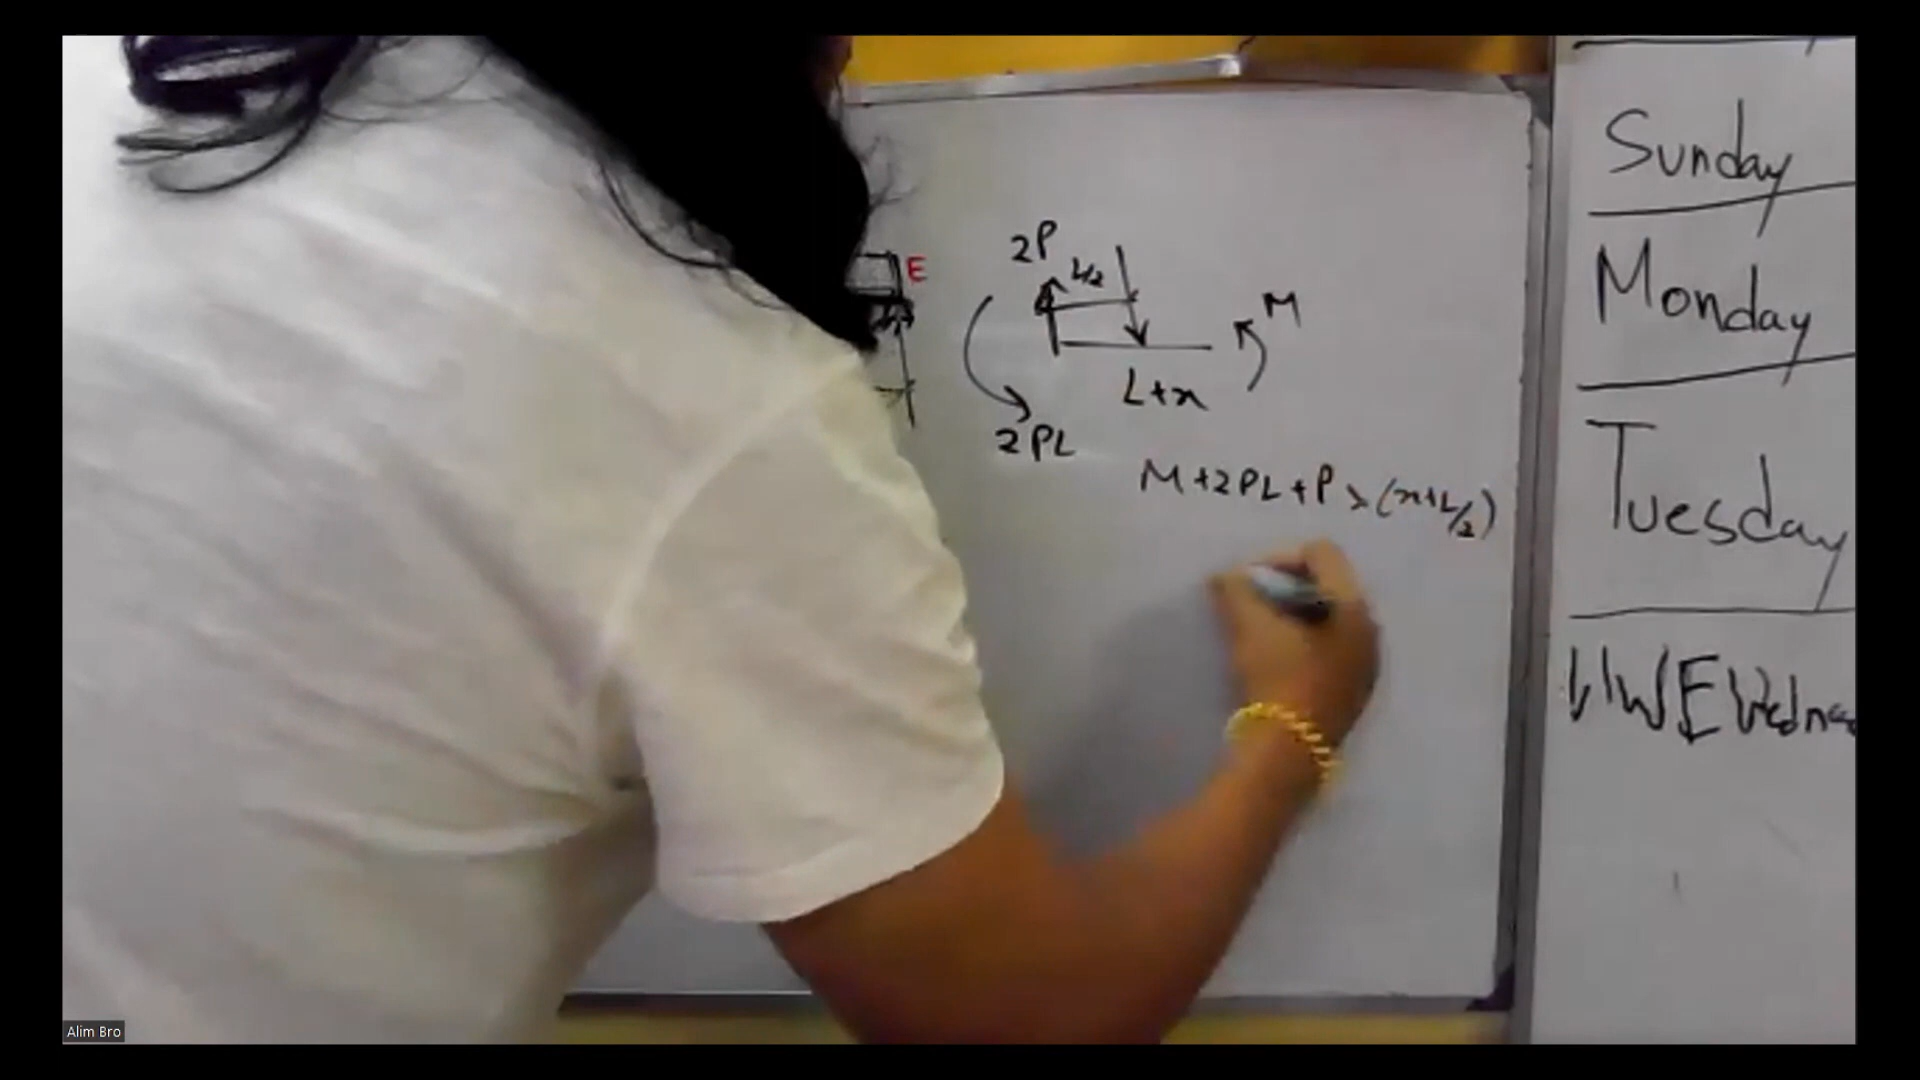 E
2P
L/2
M
L+x
2PL
M+2PL+P×(x+L/2)
Sunday
Monday
Tuesday
Alim Bro